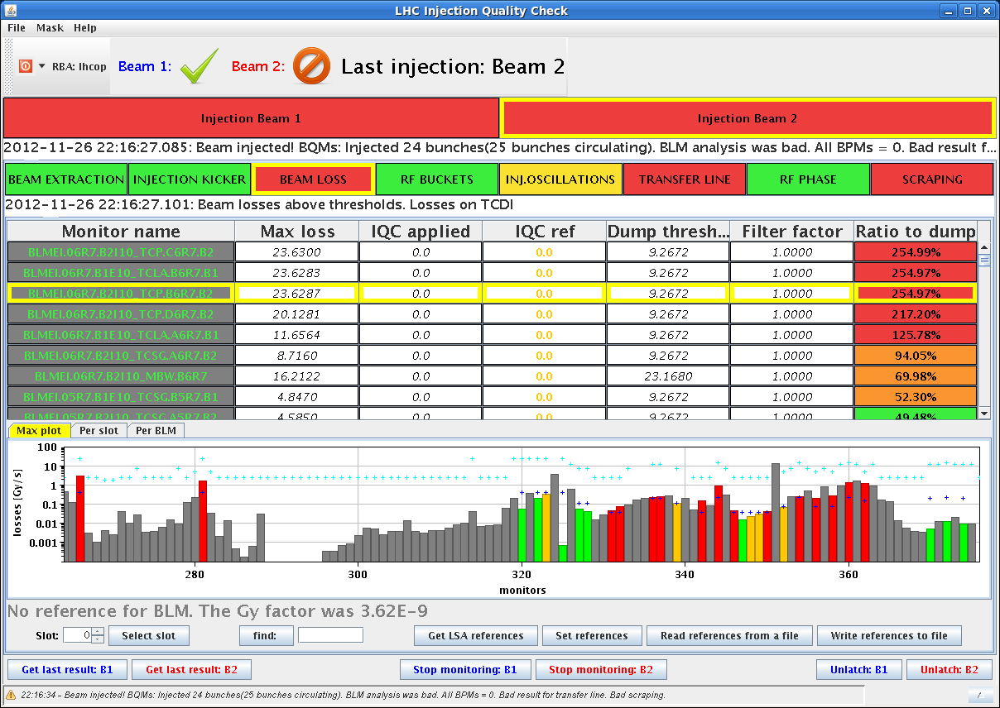 LHC Injection Quality Check
File Mask Help
RBA: lhcop Beam 1: Beam 2: Last injection: Beam 2
Injection Beam 1 Injection Beam 2
2012-11-26 22:16:27.085: Beam injected! BQMs: Injected 24 bunches(25 bunches circulating). BLM analysis was bad. All BPMs = 0. Bad result f...
BEAM EXTRACTION INJECTION KICKER BEAM LOSS RF BUCKETS INJ.OSCILLATIONS TRANSFER LINE RF PHASE SCRAPING
2012-11-26 22:16:27.101: Beam losses above thresholds. Losses on TCDI
Monitor name Max loss IQC applied IQC ref Dump thresh... Filter factor Ratio to dump
BLMEI.06R7.B2I10_TCP.C6R7.B2 23.6300 0.0 0.0 9.2672 1.0000 254.99%
BLMEI.06R7.B1E10_TCLA.B6R7.B1 23.6283 0.0 0.0 9.2672 1.0000 254.97%
BLMEI.06R7.B2I10_TCP.B6R7.B2 23.6287 0.0 0.0 9.2672 1.0000 254.97%
BLMEI.06R7.B2I10_TCP.D6R7.B2 20.1281 0.0 0.0 9.2672 1.0000 217.20%
BLMEI.06R7.B1E10_TCLA.A6R7.B1 11.6564 0.0 0.0 9.2672 1.0000 125.78%
BLMEI.06R7.B2I10_TCSG.A6R7.B2 8.7160 0.0 0.0 9.2672 1.0000 94.05%
BLMEI.06R7.B2I10_MBW.B6R7 16.2122 0.0 0.0 23.1680 1.0000 69.98%
BLMEI.05R7.B1E10_TCSG.B5R7.B1 4.8470 0.0 0.0 9.2672 1.0000 52.30%
BLMEI.05R7.B2I10_TCSG.A5R7.B2 4.5850 0.0 0.0 9.2672 1.0000 49.48%
Max plot Per slot Per BLM
100
10
1
0.1
0.01
0.001
losses [Gy/s]
280 300 320 340 360
monitors
No reference for BLM. The Gy factor was 3.62E-9
Slot: 0 Select slot find: Get LSA references Set references Read references from a file Write references to file
Get last result: B1 Get last result: B2 Stop monitoring: B1 Stop monitoring: B2 Unlatch: B1 Unlatch: B2
22:16:34 - Beam injected! BQMs: Injected 24 bunches(25 bunches circulating). BLM analysis was bad. All BPMs = 0. Bad result for transfer line. Bad scraping.